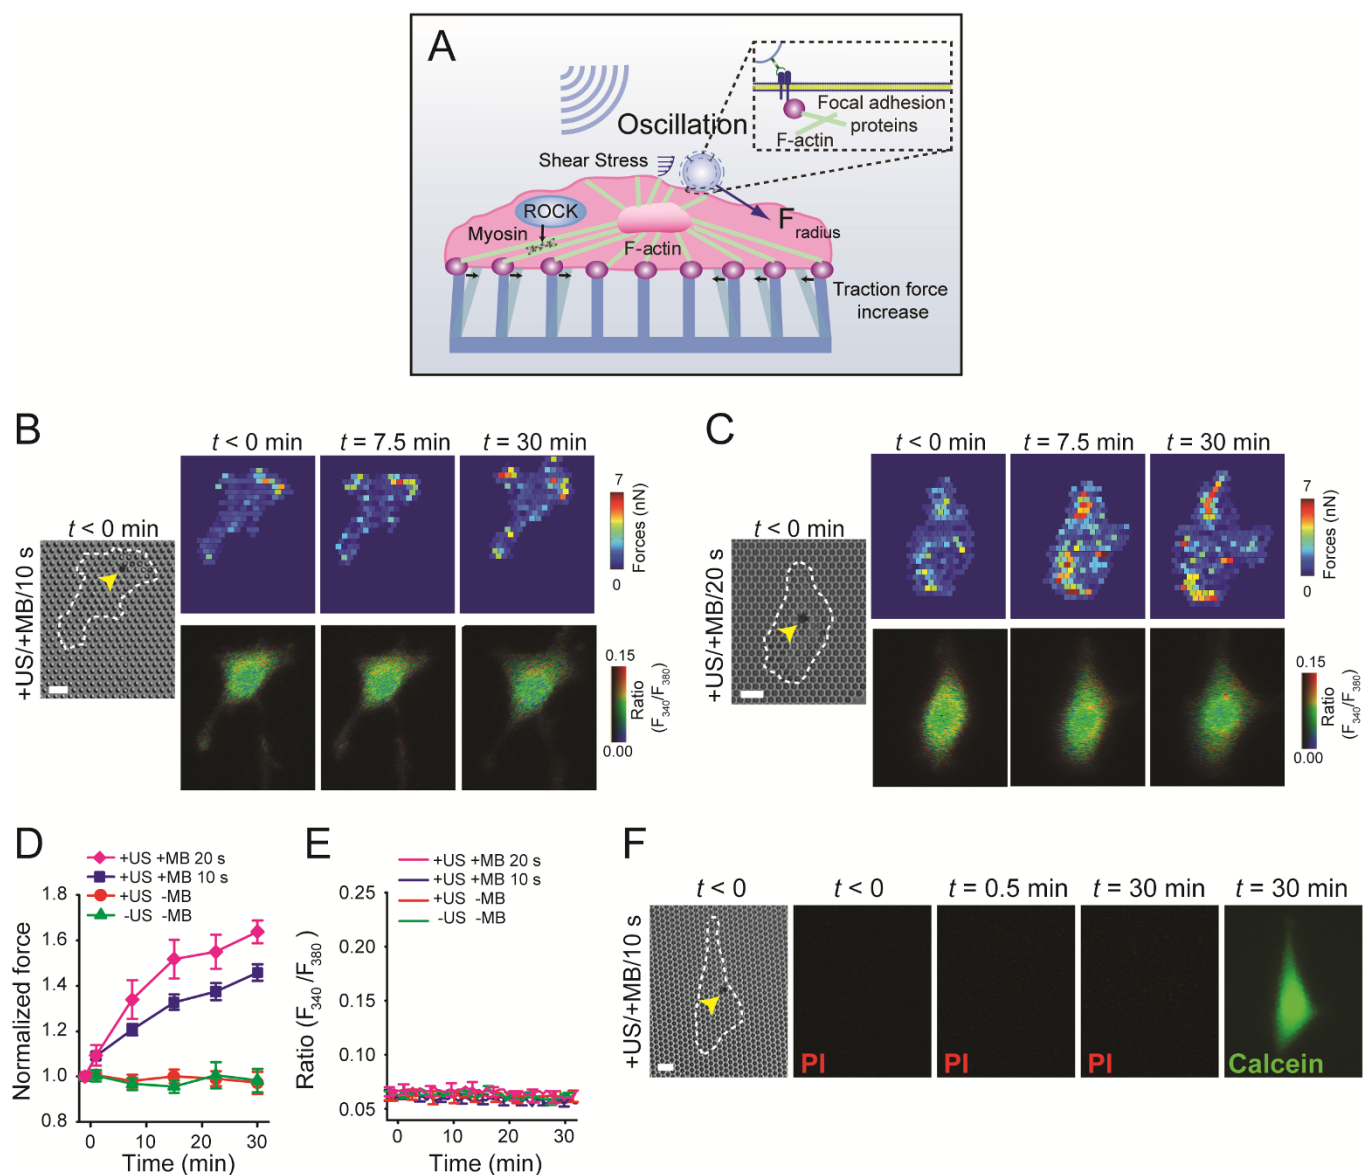 A
Oscillation
Focal adhesion
proteins
F-actin
Shear Stress
ROCK
Myosin
F-actin
F radius
Traction force
increase
B
t < 0 min
t = 7.5 min
t = 30 min
+US/+MB/10 s
t < 0 min
7
0
Forces (nN)
0.15
0.00
Ratio
(F340/F380)
C
t < 0 min
t = 7.5 min
t = 30 min
+US/+MB/20 s
t < 0 min
7
0
Forces (nN)
0.15
0.00
Ratio
(F340/F380)
D
+US +MB 20 s
+US +MB 10 s
+US -MB
-US -MB
Normalized force
1.8
1.6
1.4
1.2
1.0
0.8
0 10 20 30
Time (min)
E
+US +MB 20 s
+US +MB 10 s
+US -MB
-US -MB
Ratio (F340/F380)
0.25
0.20
0.15
0.10
0.05
0 10 20 30
Time (min)
F
t < 0
t < 0
t = 0.5 min
t = 30 min
t = 30 min
+US/+MB/10 s
PI
PI
PI
Calcein